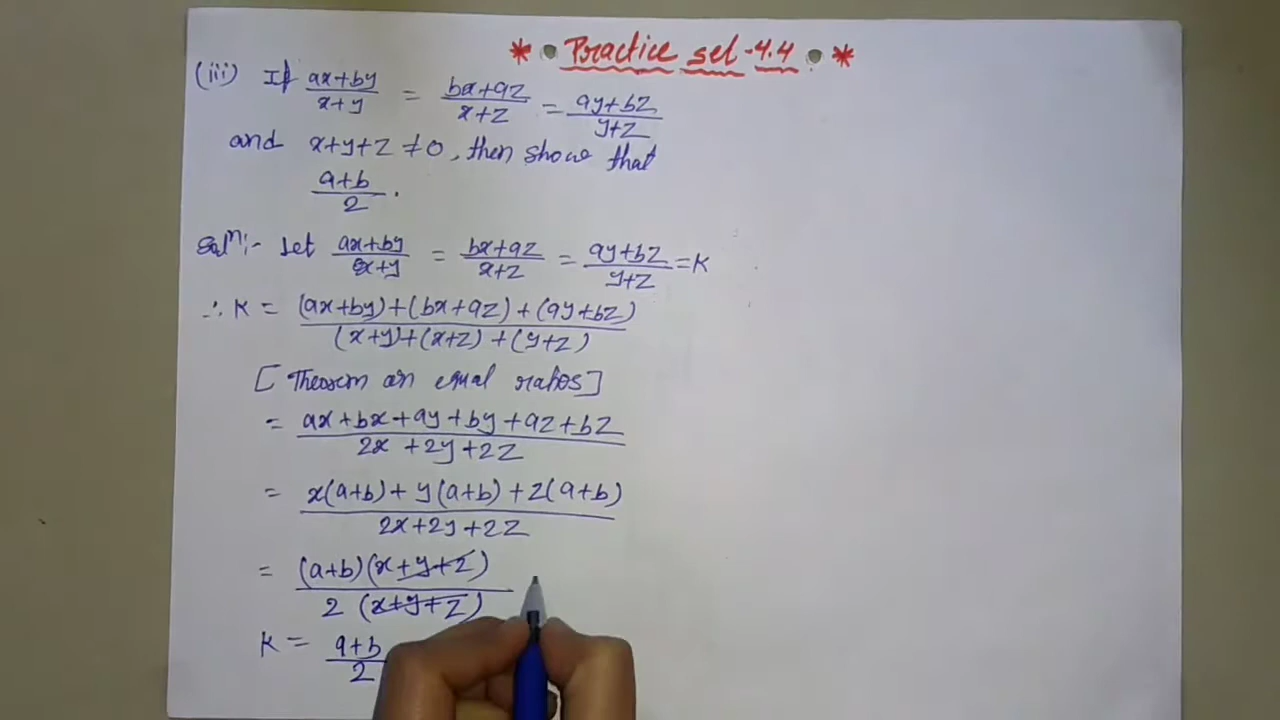 * • Practice set-4.4 • *
(iii) If ax+by/x+y = bx+az/x+z = ay+bz/y+z
and x+y+z ≠ 0, then show that
a+b/2.
Solⁿ:- Let ax+by/x+y = bx+az/x+z = ay+bz/y+z = K
∴ K = (ax+by)+(bx+az)+(ay+bz)/(x+y)+(x+z)+(y+z)
[Theorem on equal ratios]
= ax+bx+ay+by+az+bz/2x+2y+2z
= x(a+b)+y(a+b)+z(a+b)/2x+2y+2z
= (a+b)(x+y+z)/2(x+y+z)
K = a+b/2